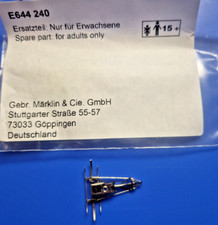 E644 240
Ersatzteil: Nur für Erwachsene
Spare part: for adults only
15 +
Gebr. Märklin & Cie. GmbH
Stuttgarter Straße 55-57
73033 Göppingen
Deutschland